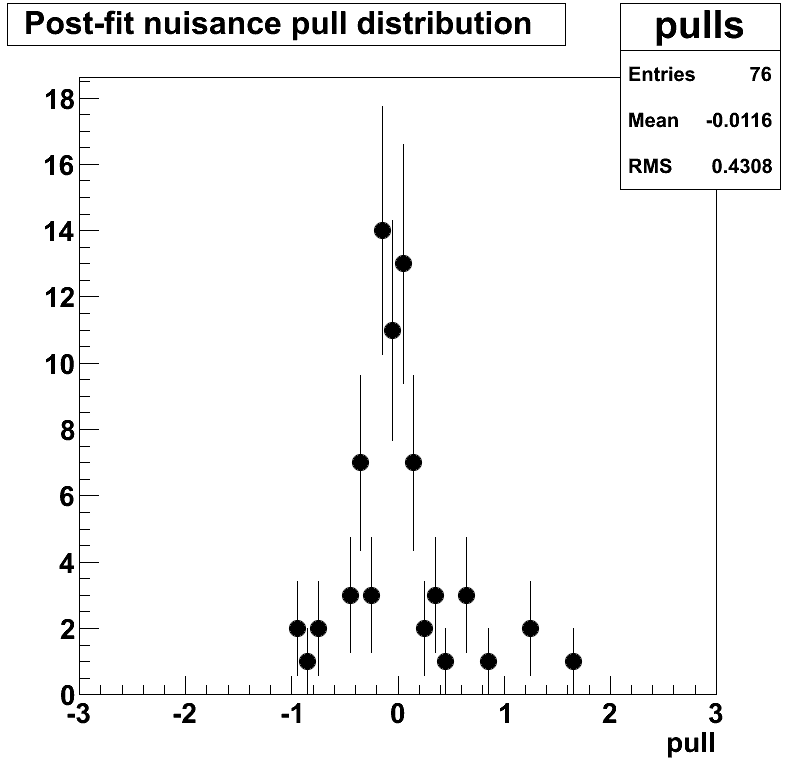 Post-fit nuisance pull distribution
pulls
Entries 76
Mean -0.0116
RMS 0.4308
18
16
14
12
10
8
6
4
2
0
-3 -2 -1 0 1 2 3
pull